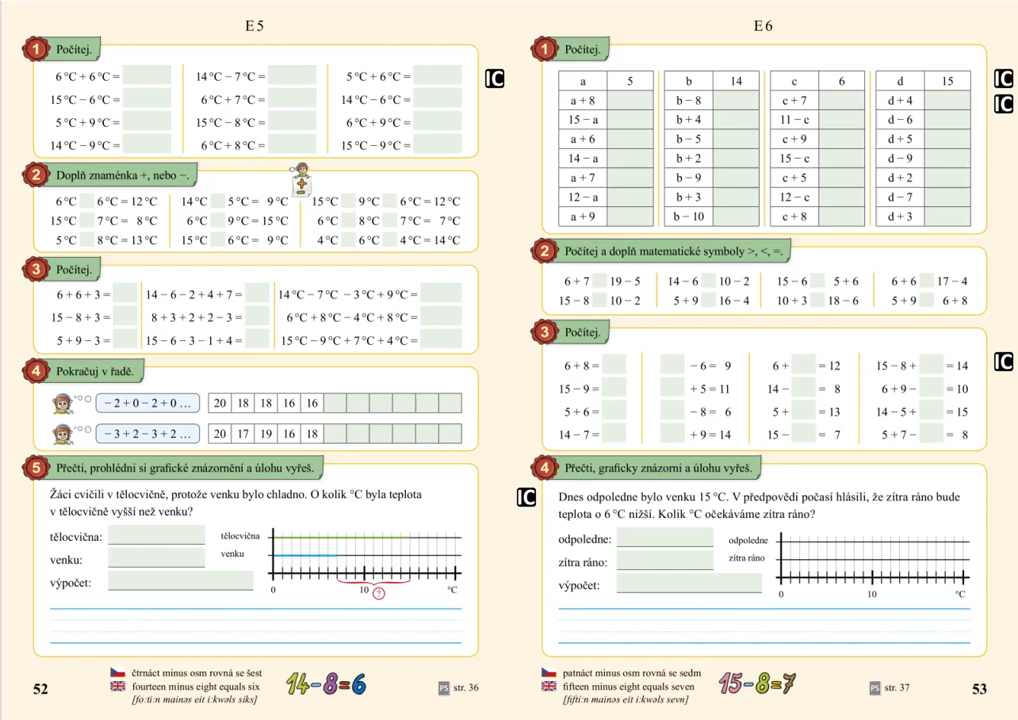 E 5
1 Počítej.
6 °C + 6 °C =
14 °C − 7 °C =
5 °C + 6 °C =
15 °C − 6 °C =
6 °C + 7 °C =
14 °C − 6 °C =
5 °C + 9 °C =
15 °C − 8 °C =
6 °C + 9 °C =
14 °C − 9 °C =
6 °C + 8 °C =
15 °C − 9 °C =
IC
2 Doplň znaménka +, nebo −.
6 °C 6 °C = 12 °C
14 °C 5 °C = 9 °C
15 °C 9 °C 6 °C = 12 °C
15 °C 7 °C = 8 °C
6 °C 9 °C = 15 °C
6 °C 8 °C 7 °C = 7 °C
5 °C 8 °C = 13 °C
15 °C 6 °C = 9 °C
4 °C 6 °C 4 °C = 14 °C
3 Počítej.
6 + 6 + 3 =
14 − 6 − 2 + 4 + 7 =
14 °C − 7 °C − 3 °C + 9 °C =
15 − 8 + 3 =
8 + 3 + 2 + 2 − 3 =
6 °C + 8 °C − 4 °C + 8 °C =
5 + 9 − 3 =
15 − 6 − 3 − 1 + 4 =
15 °C − 9 °C + 7 °C + 4 °C =
4 Pokračuj v řadě.
− 2 + 0 − 2 + 0 … 20 18 18 16 16
− 3 + 2 − 3 + 2 … 20 17 19 16 18
5 Přečti, prohlédni si grafické znázornění a úlohu vyřeš.
Žáci cvičili v tělocvičně, protože venku bylo chladno. O kolik °C byla teplota
v tělocvičně vyšší než venku?
tělocvična:
venku:
výpočet:
tělocvična
venku
0 10 ? °C
52
čtrnáct minus osm rovná se šest
fourteen minus eight equals six
[fo:ti:n mainəs eit i:kwəls siks]
14−8=6
PS str. 36
E 6
1 Počítej.
a 5 b 14 c 6 d 15
a + 8 b − 8 c + 7 d + 4
15 − a b + 4 11 − c d − 6
a + 6 b − 5 c + 9 d + 5
14 − a b + 2 15 − c d − 9
a + 7 b − 9 c + 5 d + 2
12 − a b + 3 12 − c d − 7
a + 9 b − 10 c + 8 d + 3
IC
IC
2 Počítej a doplň matematické symboly >, <, =.
6 + 7 19 − 5
14 − 6 10 − 2
15 − 6 5 + 6
6 + 6 17 − 4
15 − 8 10 − 2
5 + 9 16 − 4
10 + 3 18 − 6
5 + 9 6 + 8
3 Počítej.
6 + 8 =
− 6 = 9
6 + = 12
15 − 8 + = 14
15 − 9 =
+ 5 = 11
14 − = 8
6 + 9 − = 10
5 + 6 =
− 8 = 6
5 + = 13
14 − 5 + = 15
14 − 7 =
+ 9 = 14
15 − = 7
5 + 7 − = 8
IC
4 Přečti, graficky znázorni a úlohu vyřeš.
IC
Dnes odpoledne bylo venku 15 °C. V předpovědi počasí hlásili, že zítra ráno bude
teplota o 6 °C nižší. Kolik °C očekáváme zítra ráno?
odpoledne:
zítra ráno:
výpočet:
odpoledne
zítra ráno
0 10 °C
patnáct minus osm rovná se sedm
fifteen minus eight equals seven
[fifti:n mainəs eit i:kwəls sevn]
15−8=7
PS str. 37
53